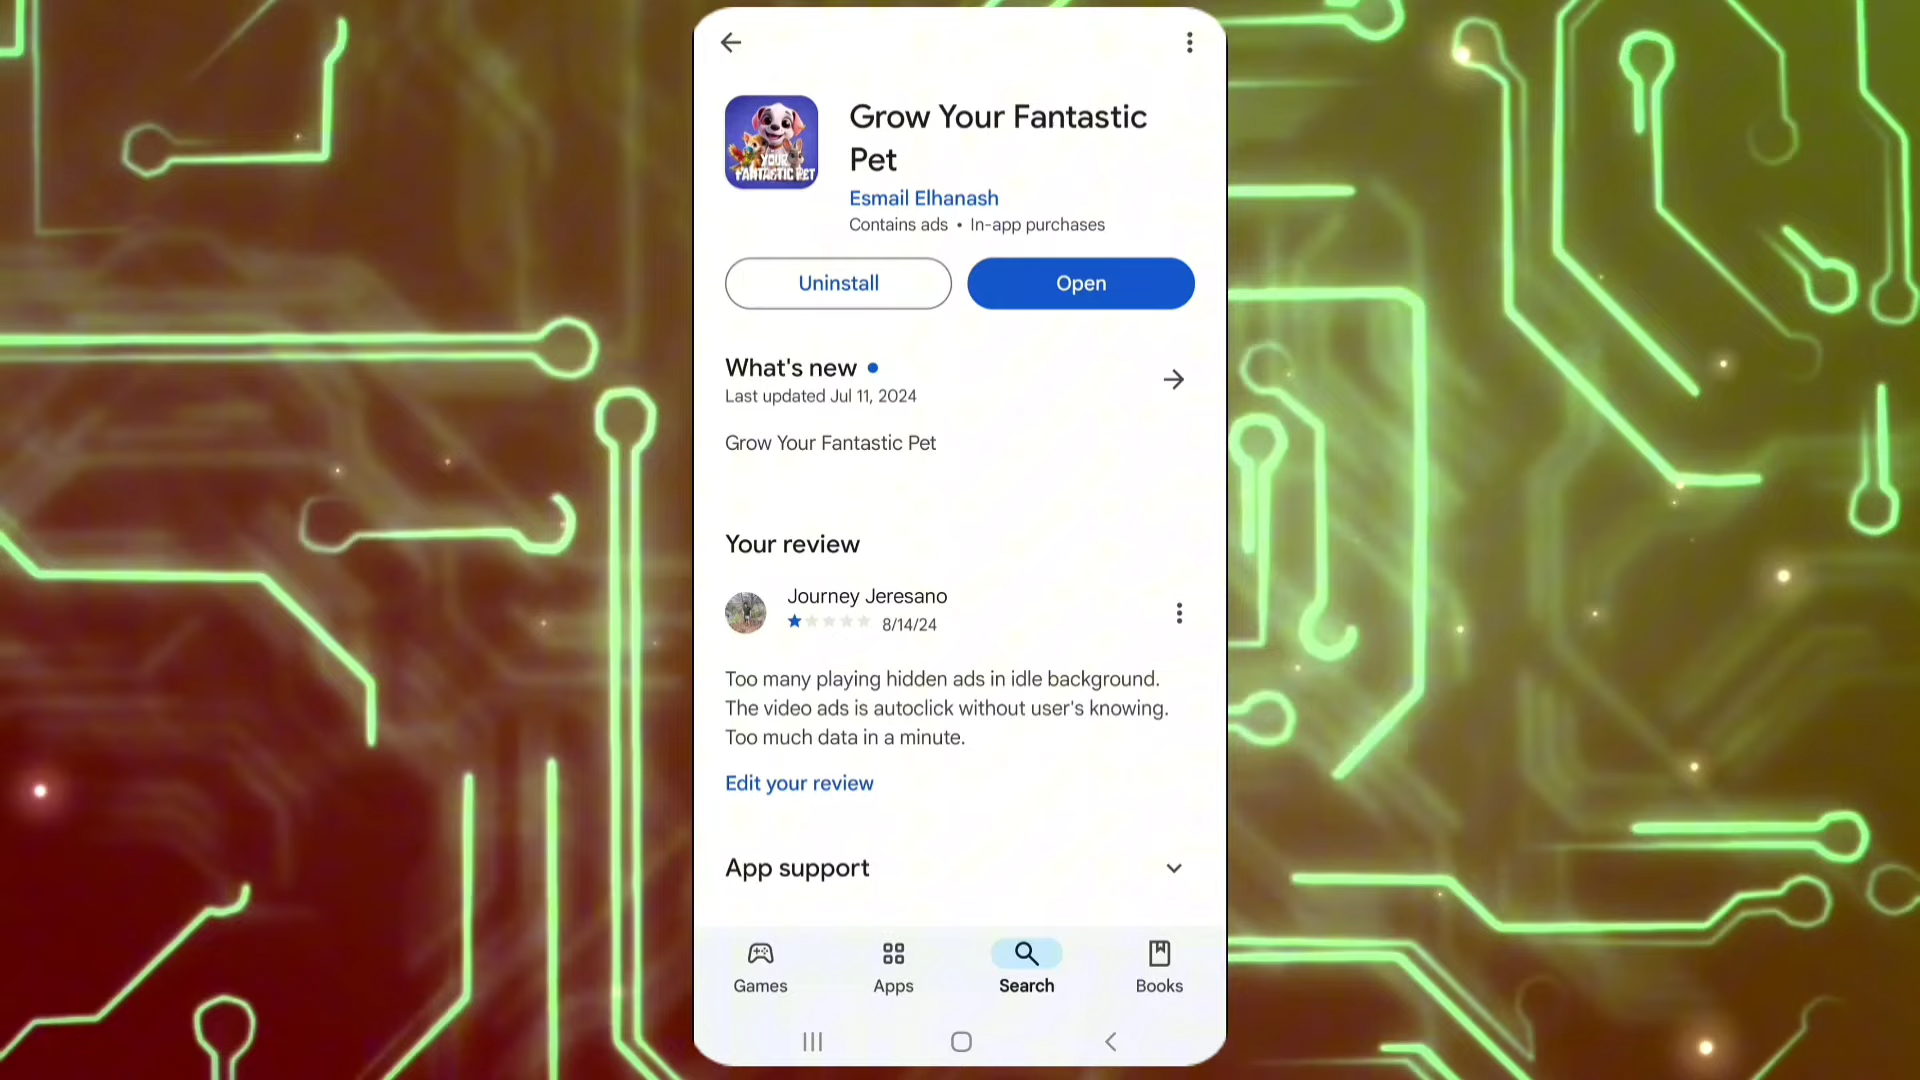 Grow Your Fantastic
Pet
YOUR
FANTASTIC PET
Esmail Elhanash
Contains ads • In-app purchases
Uninstall
Open
What's new
Last updated Jul 11, 2024
Grow Your Fantastic Pet
Your review
Journey Jeresano
8/14/24
Too many playing hidden ads in idle background.
The video ads is autoclick without user's knowing.
Too much data in a minute.
Edit your review
App support
Games
Apps
Search
Books